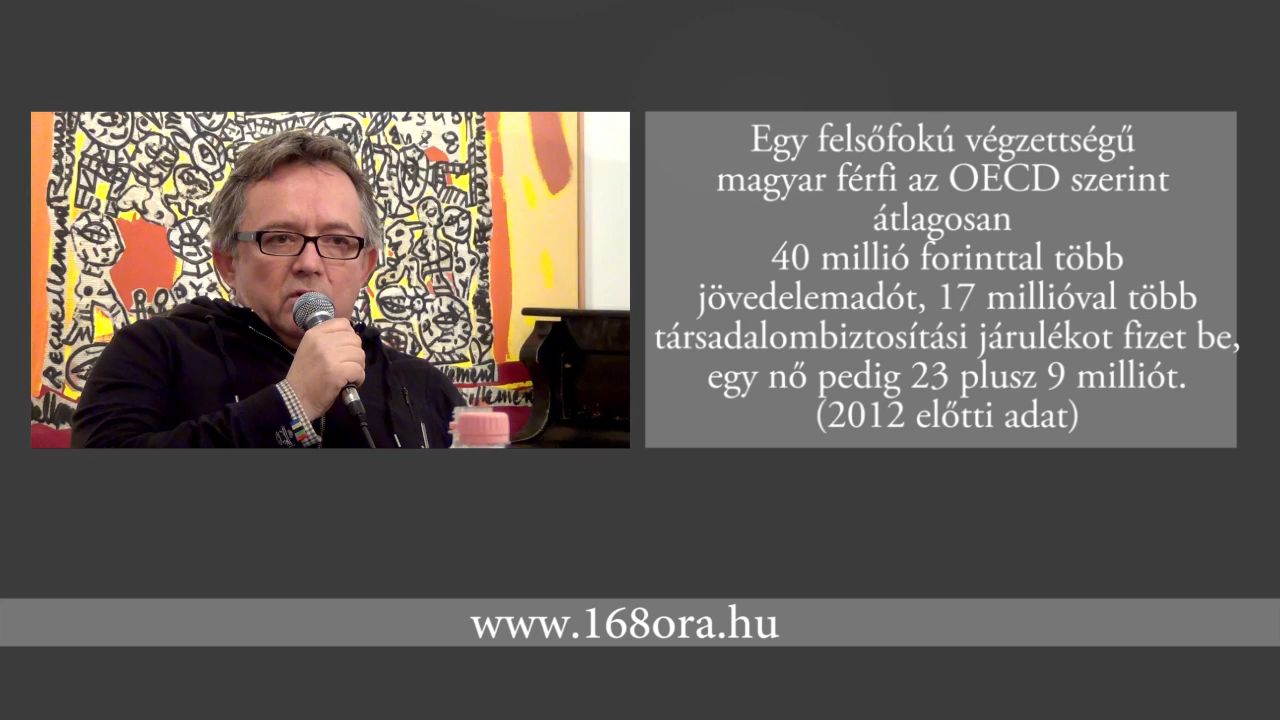 Egy felsőfokú végzettségű
magyar férfi az OECD szerint
átlagosan
40 millió forinttal több
jövedelemadót, 17 millióval több
társadalombiztosítási járulékot fizet be,
egy nő pedig 23 plusz 9 milliót.
(2012 előtti adat)
www.168ora.hu